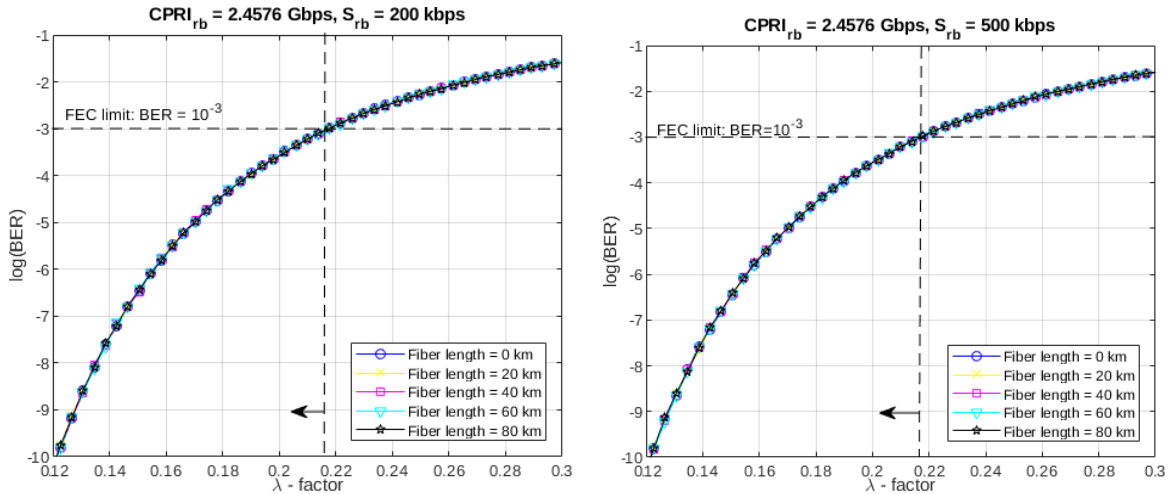 CPRI_rb = 2.4576 Gbps, S_rb = 200 kbps
-1
-2
-3
-4
-5
-6
-7
-8
-9
-10
log(BER)
FEC limit: BER = 10^-3
Fiber length = 0 km
Fiber length = 20 km
Fiber length = 40 km
Fiber length = 60 km
Fiber length = 80 km
0.12 0.14 0.16 0.18 0.2 0.22 0.24 0.26 0.28 0.3
λ - factor
CPRI_rb = 2.4576 Gbps, S_rb = 500 kbps
-1
-2
-3
-4
-5
-6
-7
-8
-9
-10
log(BER)
FEC limit: BER=10^-3
Fiber length = 0 km
Fiber length = 20 km
Fiber length = 40 km
Fiber length = 60 km
Fiber length = 80 km
0.12 0.14 0.16 0.18 0.2 0.22 0.24 0.26 0.28 0.3
λ - factor